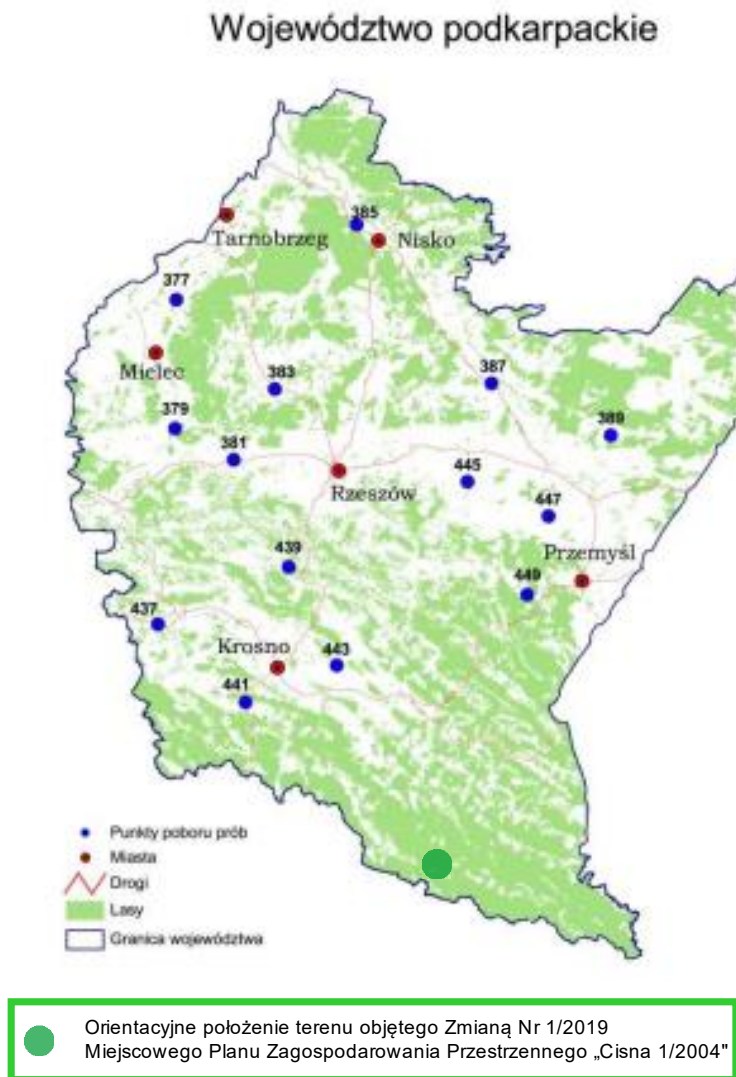 Województwo podkarpackie
385
Tarnobrzeg
Nisko
377
Mielec
383
387
379
389
381
Rzeszów
445
447
439
Przemyśl
449
437
Krosno
443
441
Punkty poboru prób
Miasta
Drogi
Lasy
Granica województwa
Orientacyjne położenie terenu objętego Zmianą Nr 1/2019
Miejscowego Planu Zagospodarowania Przestrzennego „Cisna 1/2004"